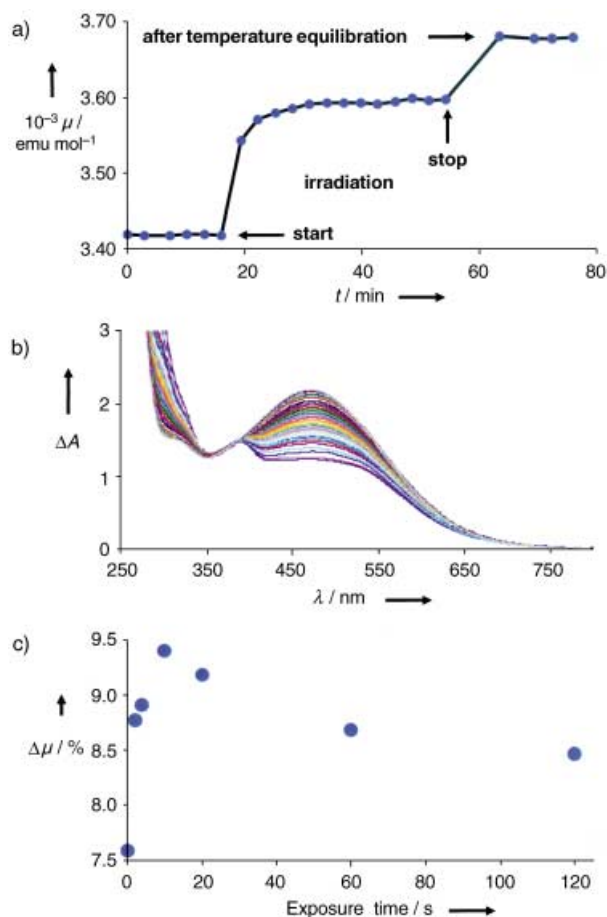 a)
3.70
after temperature equilibration
10⁻³ μ /
emu mol⁻¹
3.60
stop
irradiation
3.50
start
3.40
0 20 40 60 80
t / min
b)
3
2
ΔA
1
0
250 350 450 550 650 750
λ / nm
c)
9.5
9.0
Δμ / %
8.5
8.0
7.5
0 20 40 60 80 100 120
Exposure time / s